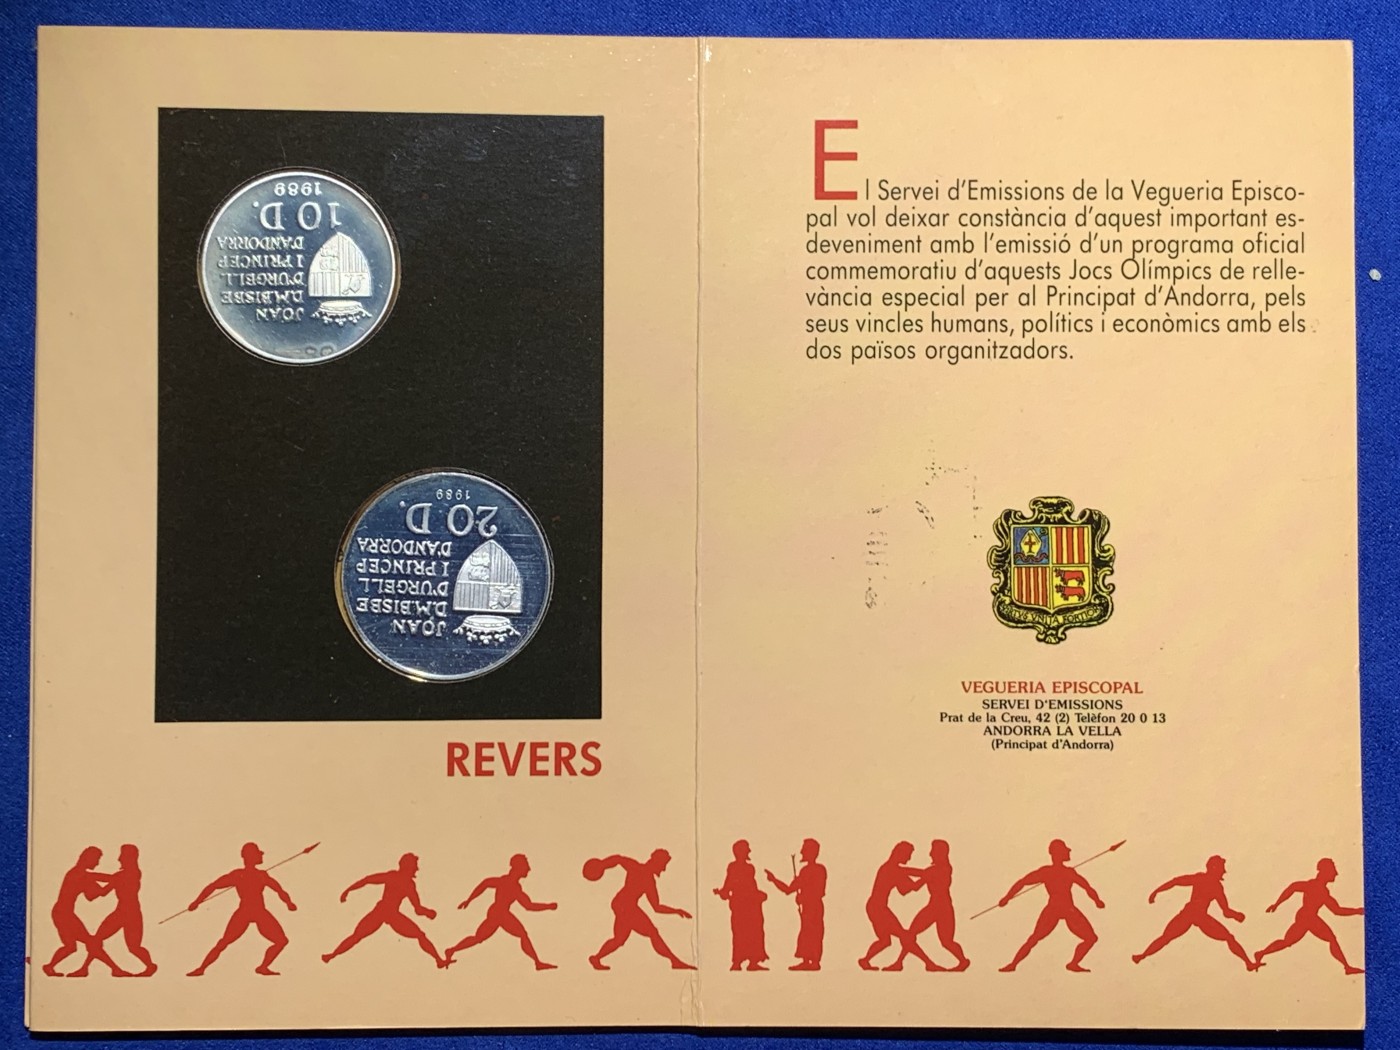 JOAN
D.M.BISBE
D'URGELL
I PRINCEP
D'ANDORRA
10 D.
1989
JOAN
D.M.BISBE
D'URGELL
I PRINCEP
D'ANDORRA
20 D.
1989
REVERS
El Servei d'Emissions de la Vegueria Episco-
pal vol deixar constància d'aquest important es-
deveniment amb l'emissió d'un programa oficial
commemoratiu d'aquests Jocs Olímpics de relle-
vància especial per al Principat d'Andorra, pels
seus vincles humans, polítics i econòmics amb els
dos països organitzadors.
VIRTUS UNITA FORTIOR
VEGUERIA EPISCOPAL
SERVEI D'EMISSIONS
Prat de la Creu, 42 (2) Telèfon 20 0 13
ANDORRA LA VELLA
(Principat d'Andorra)